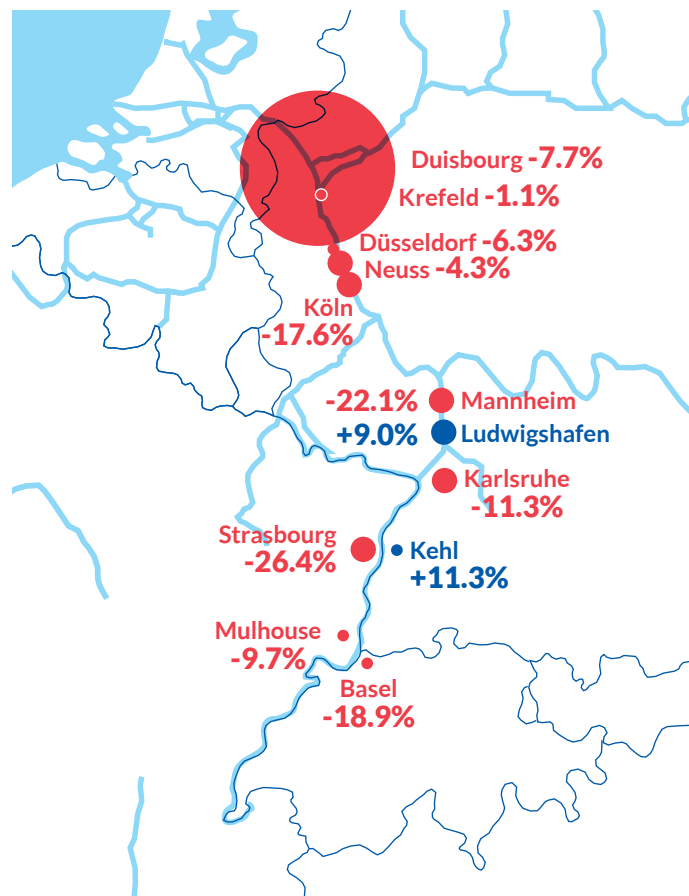 Duisbourg -7.7%
Krefeld -1.1%
Düsseldorf -6.3%
Neuss -4.3%
Köln
-17.6%
-22.1% Mannheim
+9.0% Ludwigshafen
Karlsruhe
-11.3%
Strasbourg
-26.4%
Kehl
+11.3%
Mulhouse
-9.7%
Basel
-18.9%